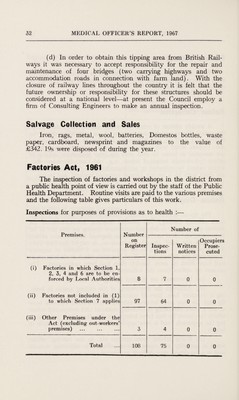 32 MEDICAL OFFICER'S REPORT, 1967
(d) In order to obtain this tipping area from British Rail-
ways it was necessary to accept responsibility for the repair and
maintenance of four bridges (two carrying highways and two
accommodation roads in connection with farm land). With the
closure of railway lines throughout the country it is felt that the
future ownership or responsibility for these structures should be
considered at a national level—at present the Council employ a
firm of Consulting Engineers to make an annual inspection.
Salvage Collection and Sales
Iron, rags, metal, wool, batteries, Domestos bottles, waste
paper, cardboard, newsprint and magazines to the value of
£342. 19s were disposed of during the year.
Factories Act, 1961
The inspection of factories and workshops in the district from
a public health point of view is carried out by the staff of the Public
Health Department. Routine visits are paid to the various premises
and the following table gives particulars of this work.
Inspections for purposes of provisions as to health :—
Premises. Number on Register Number of
Inspec-tions Written notices Occupiers Prose-cuted
(i) Factories in which Section 1,
2, 3, 4 and 6 are to be en-
forced by Local Authorities 8 7 0 0
(ii) Factories not included in (1)
to which Section 7 applies 97 64 0 0
(iii) Other Premises under the
Act (excluding out-workers'
premises) ... ... ... 3 4 0 0
Total ... 108 75 0 0